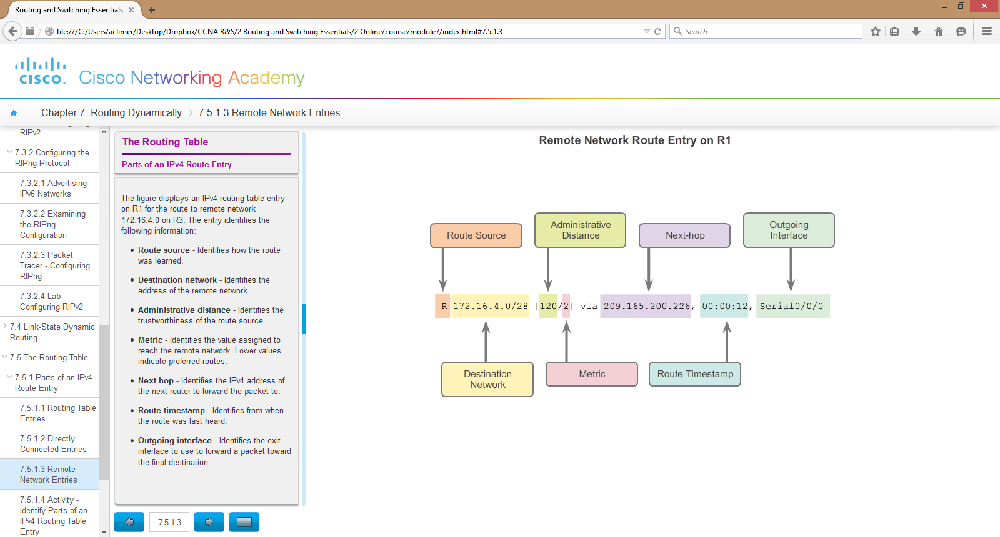 Routing and Switching Essentials
file:///C:/Users/aclimer/Desktop/Dropbox/CCNA R&S/2 Routing and Switching Essentials/2 Online/course/module7/index.html#7.5.1.3
Search
CISCO.
Cisco Networking Academy
Chapter 7: Routing Dynamically
7.5.1.3 Remote Network Entries
RIPv2
7.3.2 Configuring the
RIPng Protocol
7.3.2.1 Advertising
IPv6 Networks
7.3.2.2 Examining
the RIPng
Configuration
7.3.2.3 Packet
Tracer - Configuring
RIPng
7.3.2.4 Lab -
Configuring RIPv2
7.4 Link-State Dynamic
Routing
7.5 The Routing Table
7.5.1 Parts of an IPv4
Route Entry
7.5.1.1 Routing Table
Entries
7.5.1.2 Directly
Connected Entries
7.5.1.3 Remote
Network Entries
7.5.1.4 Activity -
Identify Parts of an
IPv4 Routing Table
Entry
The Routing Table
Parts of an IPv4 Route Entry
The figure displays an IPv4 routing table entry
on R1 for the route to remote network
172.16.4.0 on R3. The entry identifies the
following information:
• Route source - Identifies how the route
was learned.
• Destination network - Identifies the
address of the remote network.
• Administrative distance - Identifies the
trustworthiness of the route source.
• Metric - Identifies the value assigned to
reach the remote network. Lower values
indicate preferred routes.
• Next hop - Identifies the IPv4 address of
the next router to forward the packet to.
• Route timestamp - Identifies from when
the route was last heard.
• Outgoing interface - Identifies the exit
interface to use to forward a packet toward
the final destination.
7.5.1.3
Remote Network Route Entry on R1
Route Source
Administrative
Distance
Next-hop
Outgoing
Interface
R 172.16.4.0/28 [120/2] via 209.165.200.226, 00:00:12, Serial0/0/0
Destination
Network
Metric
Route Timestamp